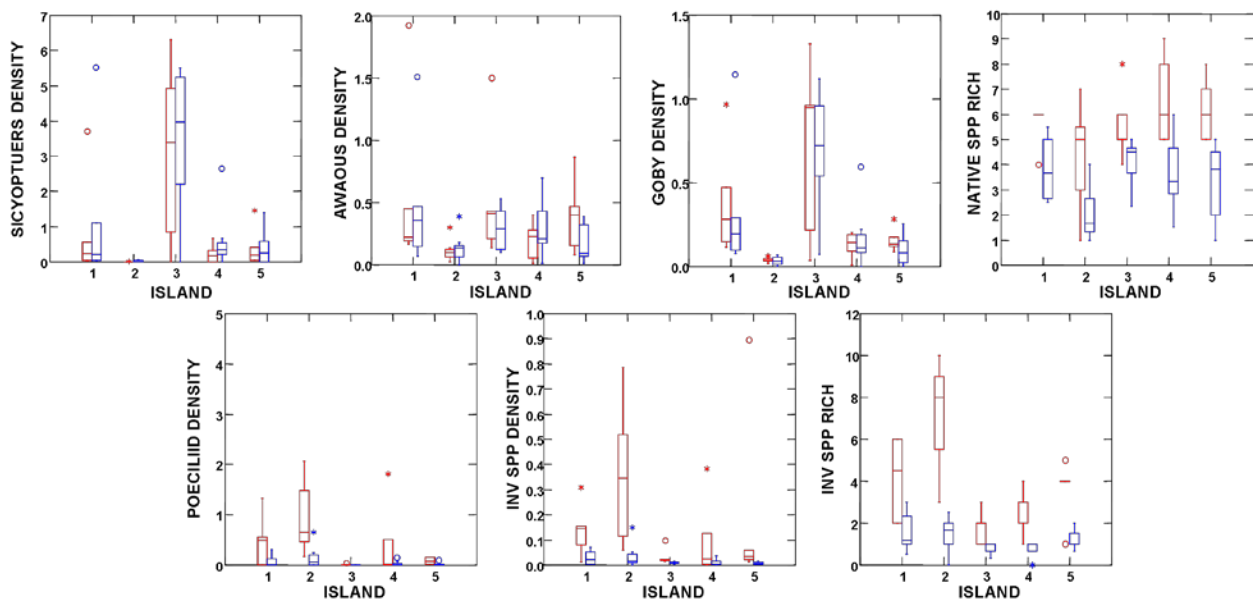 SICYOPTUERS DENSITY
7
6
5
4
3
2
1
0
1 2 3 4 5
ISLAND
AWAOUS DENSITY
2.0
1.5
1.0
0.5
0.0
1 2 3 4 5
ISLAND
GOBY DENSITY
1.5
1.0
0.5
0.0
1 2 3 4 5
ISLAND
NATIVE SPP RICH
10
9
8
7
6
5
4
3
2
1
0
1 2 3 4 5
ISLAND
POECILIIID DENSITY
5
4
3
2
1
0
1 2 3 4 5
ISLAND
INV SPP DENSITY
1.0
0.9
0.8
0.7
0.6
0.5
0.4
0.3
0.2
0.1
0.0
1 2 3 4 5
ISLAND
INV SPP RICH
12
10
8
6
4
2
0
1 2 3 4 5
ISLAND